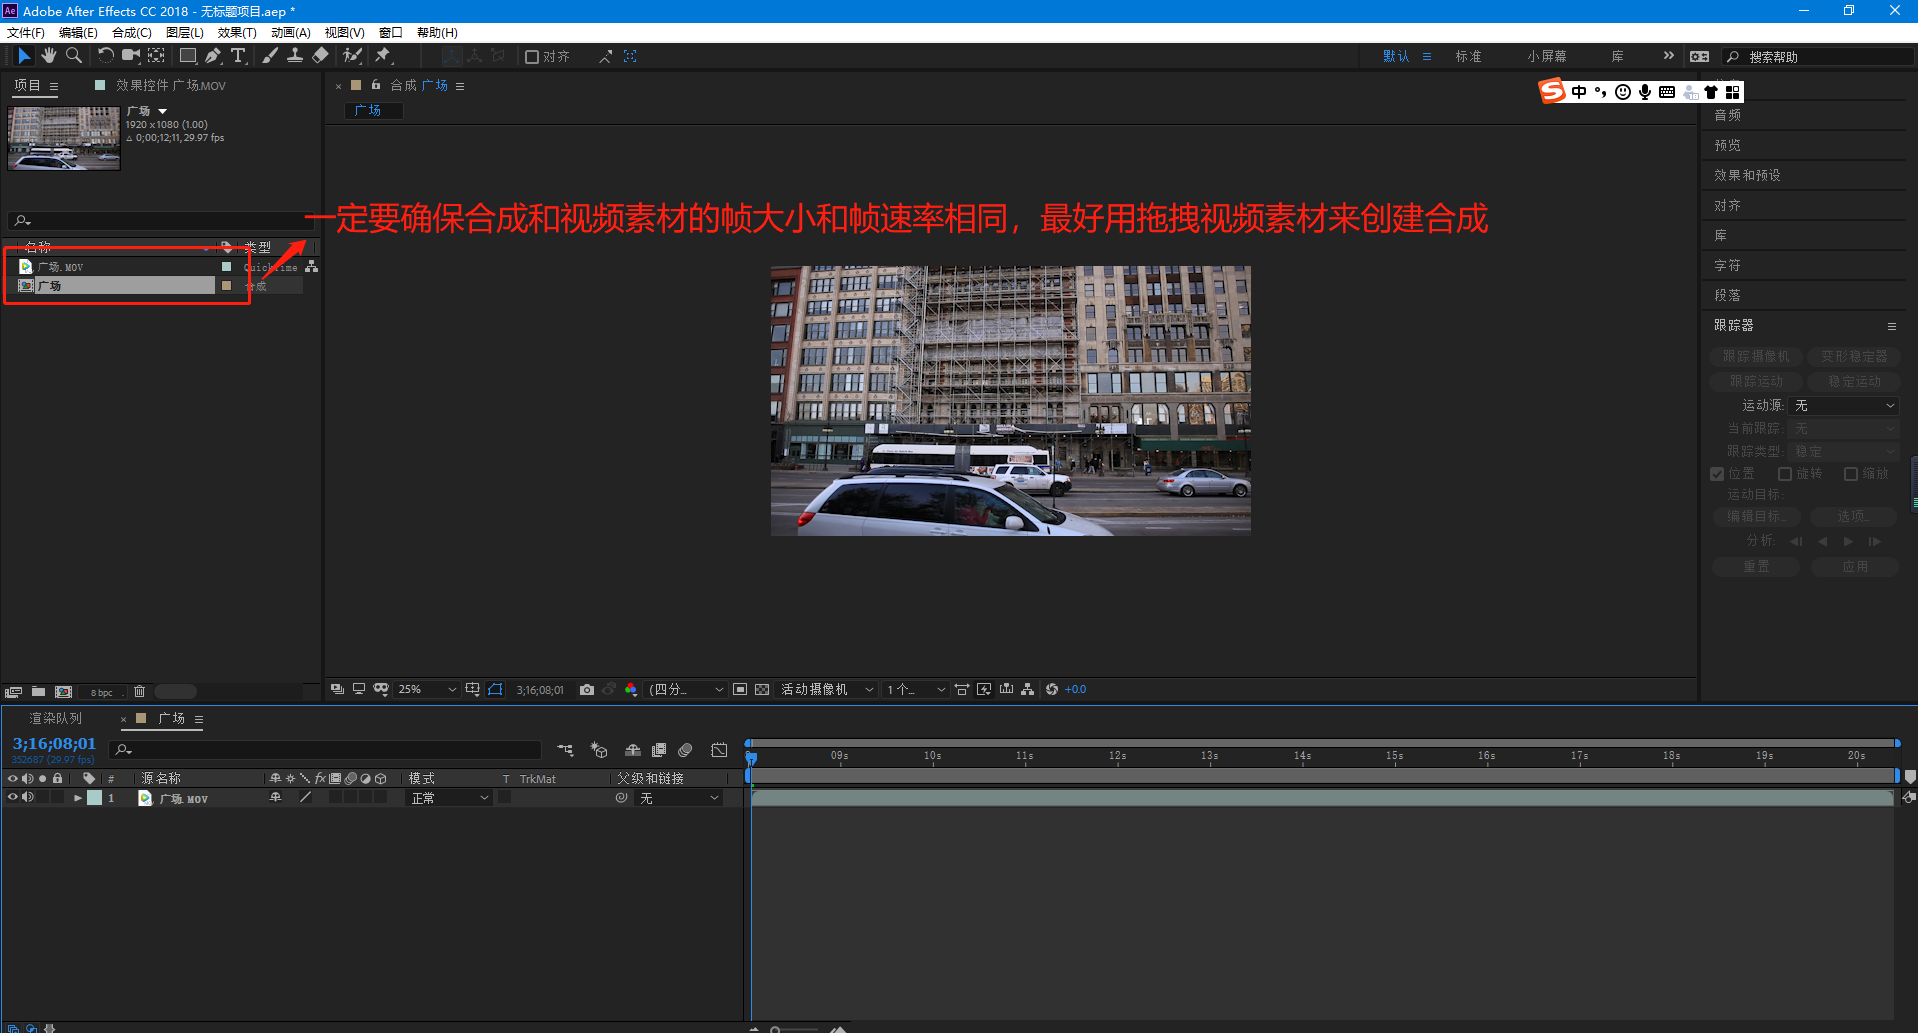 Ae Adobe After Effects CC 2018 - 无标题项目.aep *
文件(F) 编辑(E) 合成(C) 图层(L) 效果(T) 动画(A) 视图(V) 窗口 帮助(H)
对齐 默认 标准 小屏幕 库 搜索帮助
项目 效果控件 广场.MOV
合成 广场
广场
广场
1920 x 1080 (1.00)
△ 0;00;12;11, 29.97 fps
一定要确保合成和视频素材的帧大小和帧速率相同，最好用拖拽视频素材来创建合成
名称 类型
广场.MOV QuickTime
广场 合成
中
音频
预览
效果和预设
对齐
库
字符
段落
跟踪器
跟踪摄像机 变形稳定器
跟踪运动 稳定运动
运动源: 无
当前跟踪: 无
跟踪类型: 稳定
位置 旋转 缩放
运动目标:
编辑目标... 选项...
分析:
重置 应用
8 bpc
25% 3;16;08;01 (四分... 活动摄像机 1个... +0.0
渲染队列 广场
3;16;08;01
352687 (29.97 fps)
09s 10s 11s 12s 13s 14s 15s 16s 17s 18s 19s 20s
# 源名称 fx 模式 T TrkMat 父级和链接
1 广场.MOV 正常 无